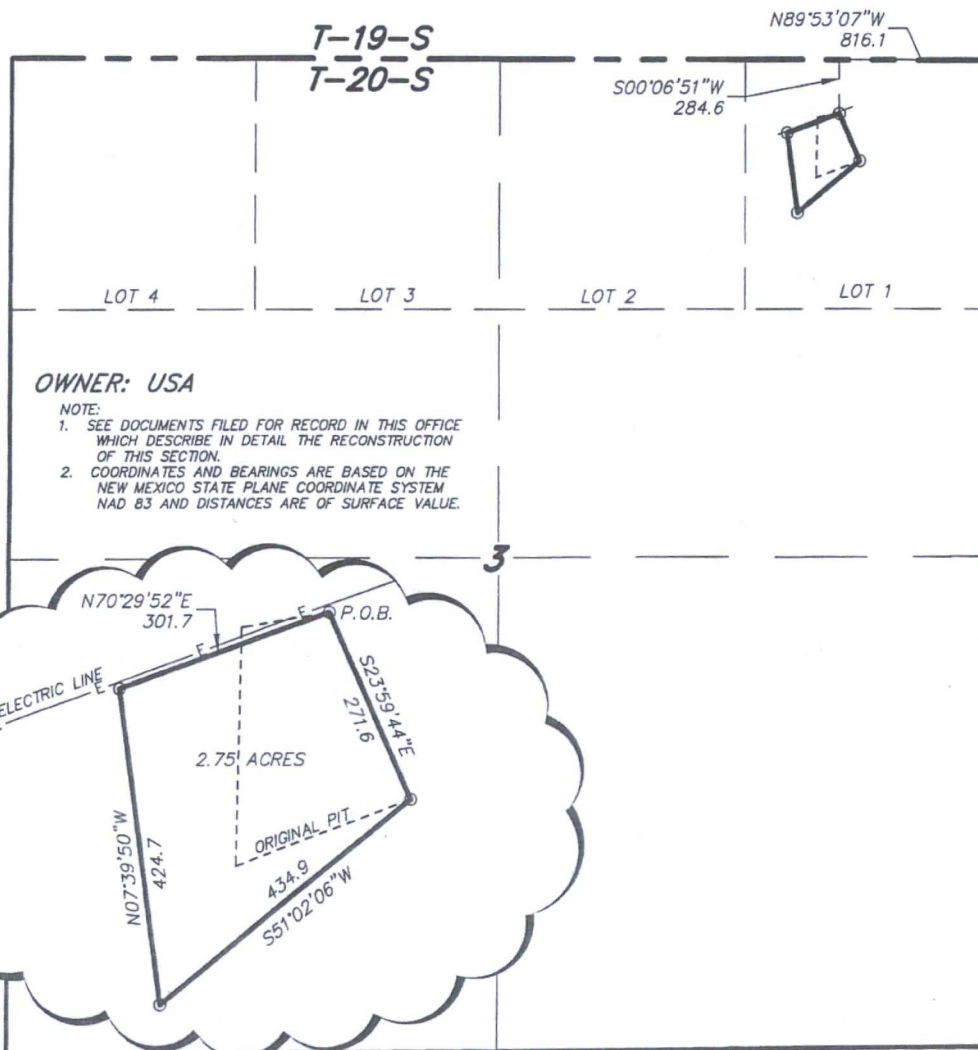 T-19-S
T-20-S
N89°53'07"W
816.1
S00°06'51"W
284.6
LOT 4
LOT 3
LOT 2
LOT 1
OWNER: USA
NOTE:
1. SEE DOCUMENTS FILED FOR RECORD IN THIS OFFICE
WHICH DESCRIBE IN DETAIL THE RECONSTRUCTION
OF THIS SECTION.
2. COORDINATES AND BEARINGS ARE BASED ON THE
NEW MEXICO STATE PLANE COORDINATE SYSTEM
NAD 83 AND DISTANCES ARE OF SURFACE VALUE.
3
N70°29'52"E
301.7
E
E
E
P.O.B.
ELECTRIC LINE
S23°59'44"E
271.6
2.75 ACRES
ORIGINAL PIT
N07°39'50"W
424.7
434.9
S51°02'06"W